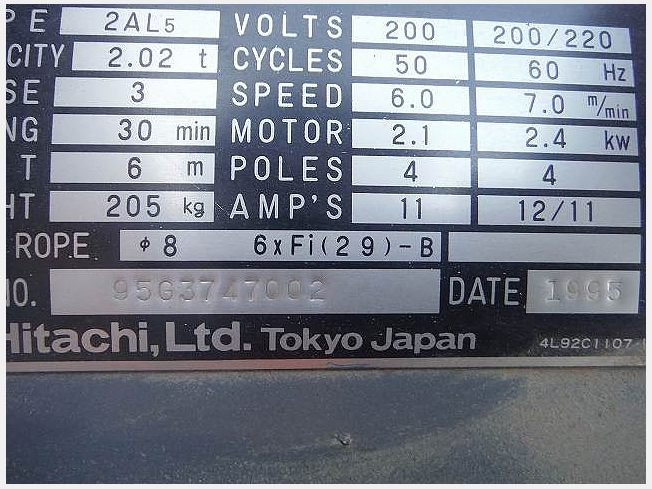 PE 2AL5 VOLTS 200 200/220
CITY 2.02 t CYCLES 50 60 Hz
SE 3 SPEED 6.0 7.0 m/min
NG 30 min MOTOR 2.1 2.4 kw
T 6 m POLES 4 4
HT 205 kg AMP'S 11 12/11
ROPE φ8 6xFi(29)-B
NO. 95G3747002 DATE 1995
Hitachi, Ltd. Tokyo Japan 4L92C1107